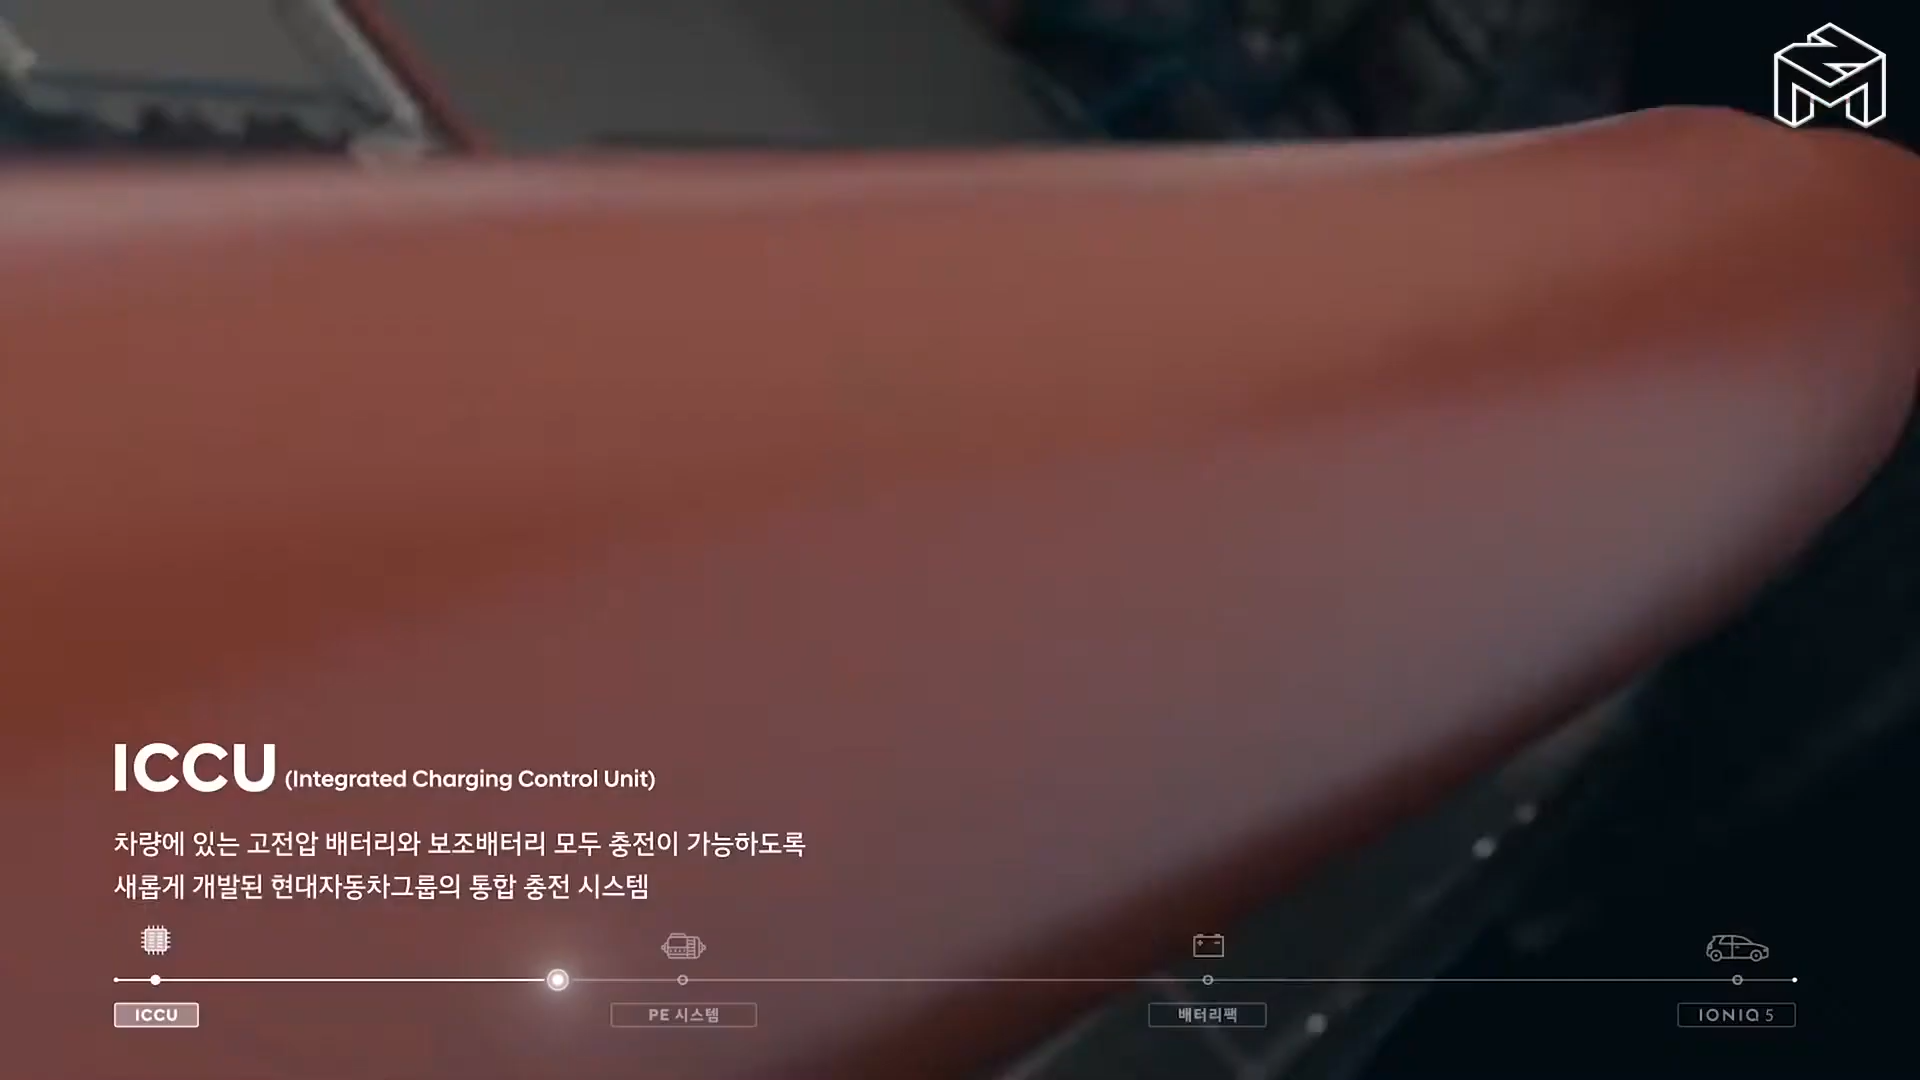 ICCU (Integrated Charging Control Unit)
차량에 있는 고전압 배터리와 보조배터리 모두 충전이 가능하도록
새롭게 개발된 현대자동차그룹의 통합 충전 시스템
ICCU
PE 시스템
배터리팩
IONIQ 5